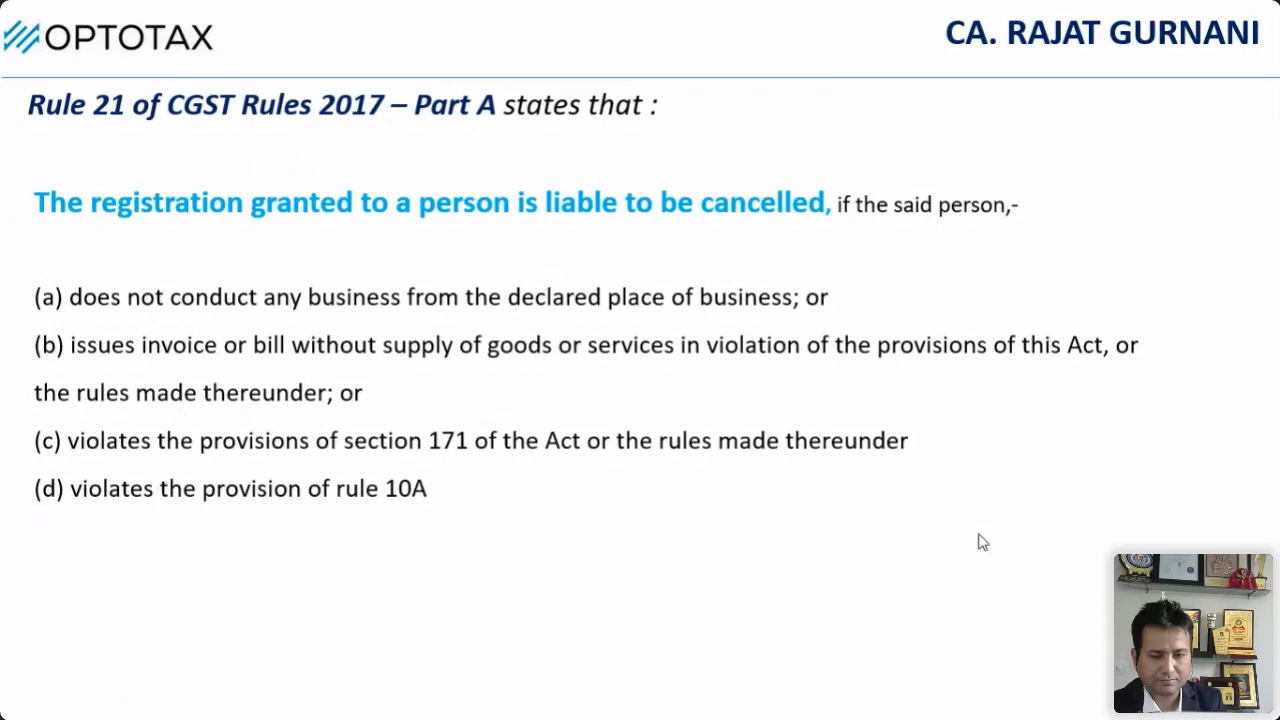 OPTOTAX
CA. RAJAT GURNANI
Rule 21 of CGST Rules 2017 – Part A states that :
The registration granted to a person is liable to be cancelled, if the said person,-
(a) does not conduct any business from the declared place of business; or
(b) issues invoice or bill without supply of goods or services in violation of the provisions of this Act, or
the rules made thereunder; or
(c) violates the provisions of section 171 of the Act or the rules made thereunder
(d) violates the provision of rule 10A